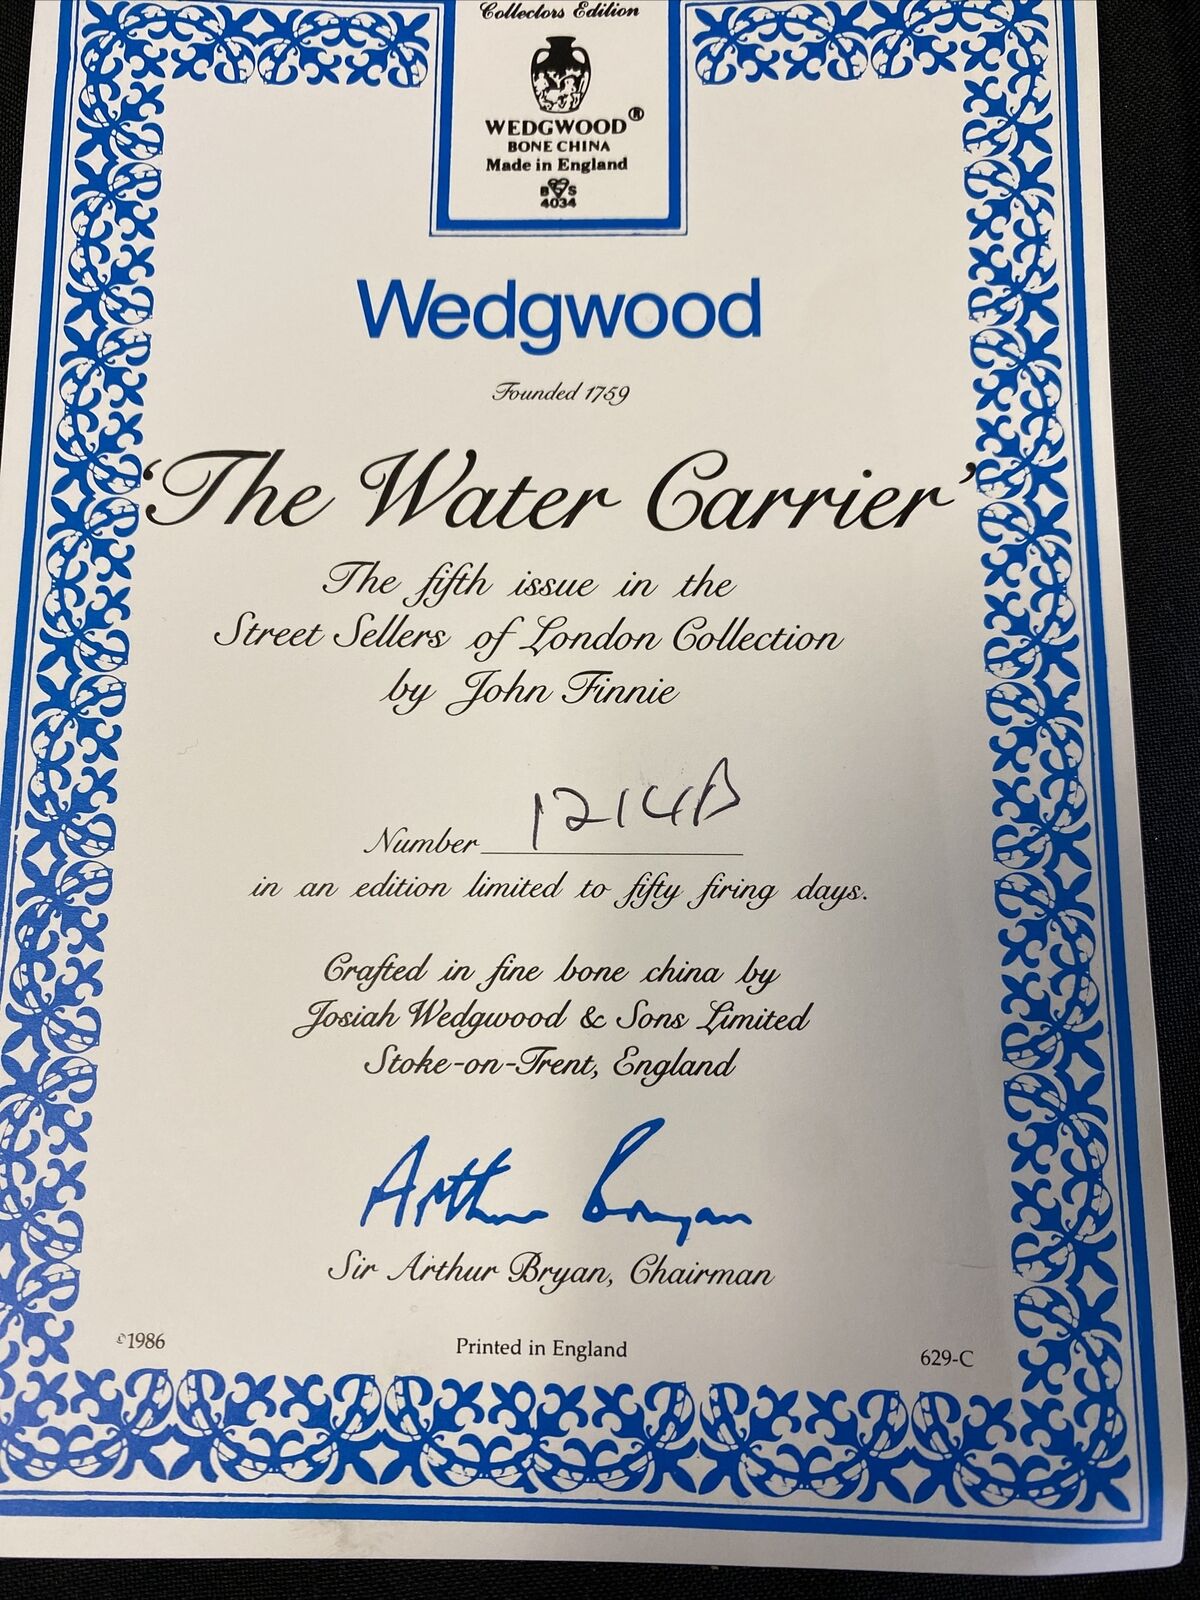 Collectors Edition
WEDGWOOD®
BONE CHINA
Made in England
B S
4034
Wedgwood
Founded 1759
‘The Water Carrier’
The fifth issue in the
Street Sellers of London Collection
by John Finnie
Number 1214B
in an edition limited to fifty firing days.
Crafted in fine bone china by
Josiah Wedgwood & Sons Limited
Stoke-on-Trent, England
Arthur Bryan
Sir Arthur Bryan, Chairman
©1986 Printed in England 629-C